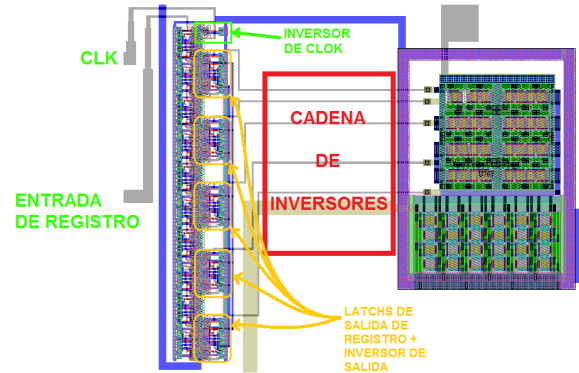 INVERSOR
DE CLOK
CLK
CADENA
DE
INVERSORES
ENTRADA
DE REGISTRO
LATCHS DE
SALIDA DE
REGISTRO +
INVERSOR DE
SALIDA